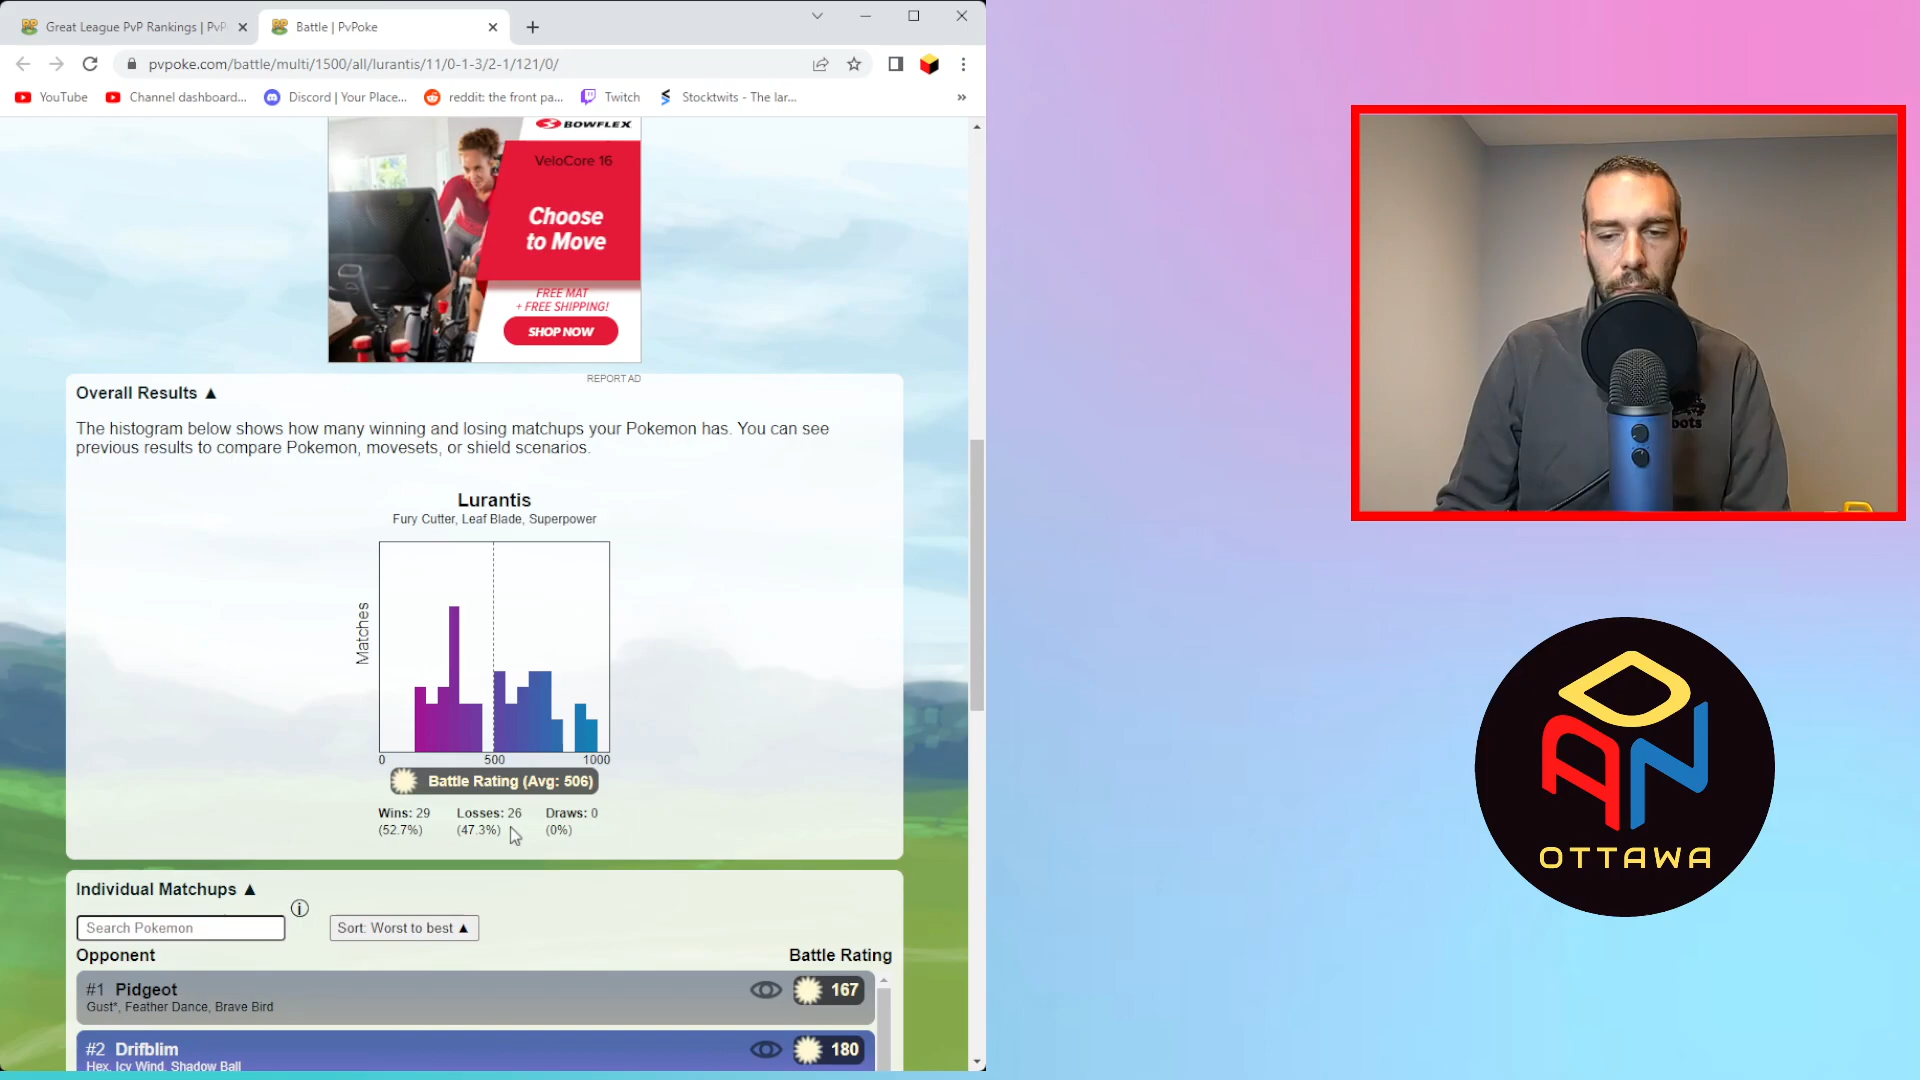 Great League PvP Rankings | PvP
Battle | PvPoke
pvpoke.com/battle/multi/1500/all/lurantis/11/0-1-3/2-1/121/0/
YouTube
Channel dashboard...
Discord | Your Place...
reddit: the front pa...
Twitch
Stocktwits - The lar...
»
BOWFLEX
VeloCore 16
Choose
to Move
FREE MAT
+ FREE SHIPPING!
SHOP NOW
REPORT AD
Overall Results ▲
The histogram below shows how many winning and losing matchups your Pokemon has. You can see
previous results to compare Pokemon, movesets, or shield scenarios.
Lurantis
Fury Cutter, Leaf Blade, Superpower
Matches
0 500 1000
Battle Rating (Avg: 506)
Wins: 29 Losses: 26 Draws: 0
(52.7%) (47.3%) (0%)
Individual Matchups ▲
i
Search Pokemon
Sort: Worst to best ▲
Opponent Battle Rating
#1 Pidgeot 167
Gust*, Feather Dance, Brave Bird
#2 Drifblim 180
Hex, Icy Wind, Shadow Ball
DAN
OTTAWA